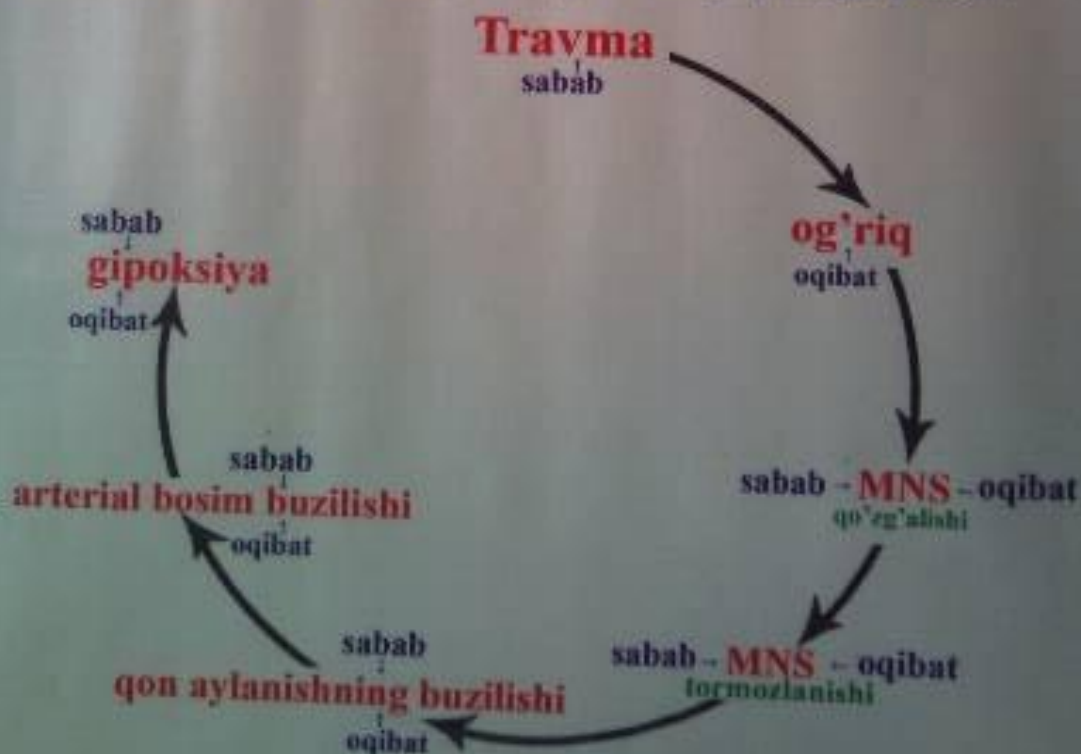 Travma
sabab
og'riq
oqibat
sabab - MNS - oqibat
qo'zg'alishi
sabab - MNS - oqibat
tormozlanishi
sabab
qon aylanishning buzilishi
oqibat
sabab
arterial bosim buzilishi
oqibat
sabab
gipoksiya
oqibat